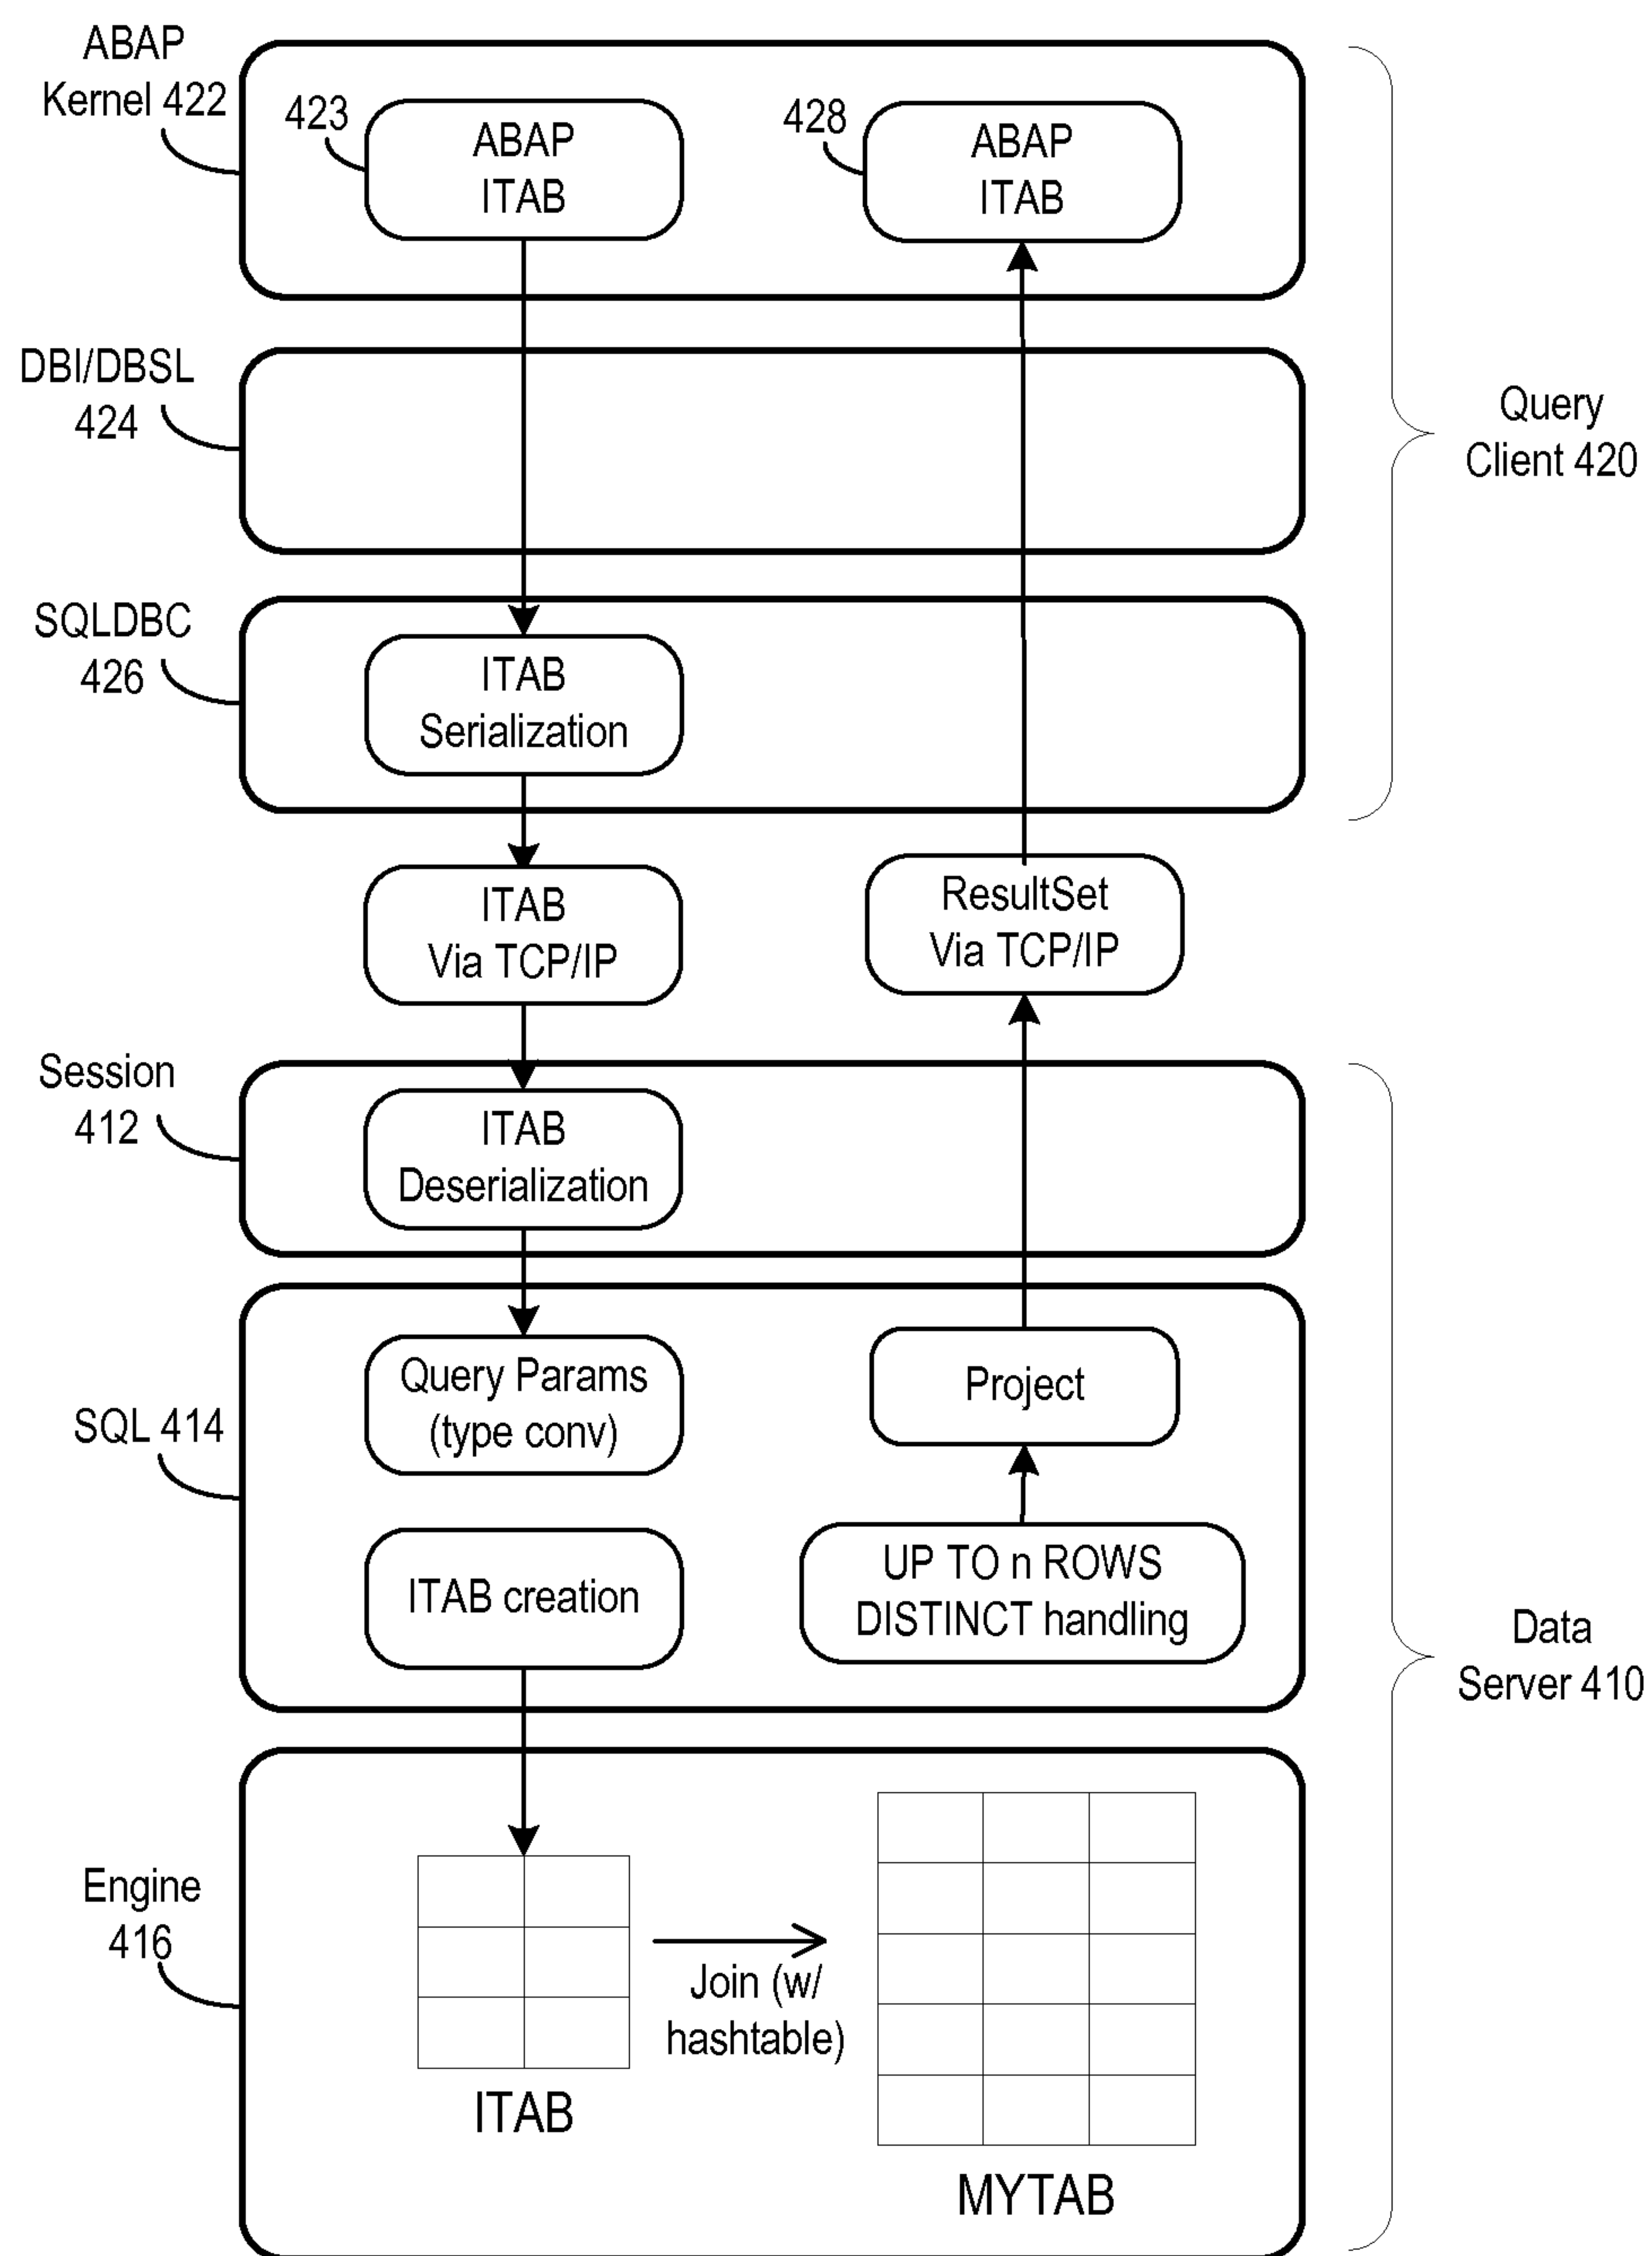 ABAP
Kernel 422
423
ABAP
ITAB
428
ABAP
ITAB
DBI/DBSL
424
Query
Client 420
SQLDBC
426
ITAB
Serialization
ITAB
Via TCP/IP
ResultSet
Via TCP/IP
Session
412
ITAB
Deserialization
SQL 414
Query Params
(type conv)
Project
ITAB creation
UP TO n ROWS
DISTINCT handling
Data
Server 410
Engine
416
Join (w/
hashtable)
ITAB
MYTAB